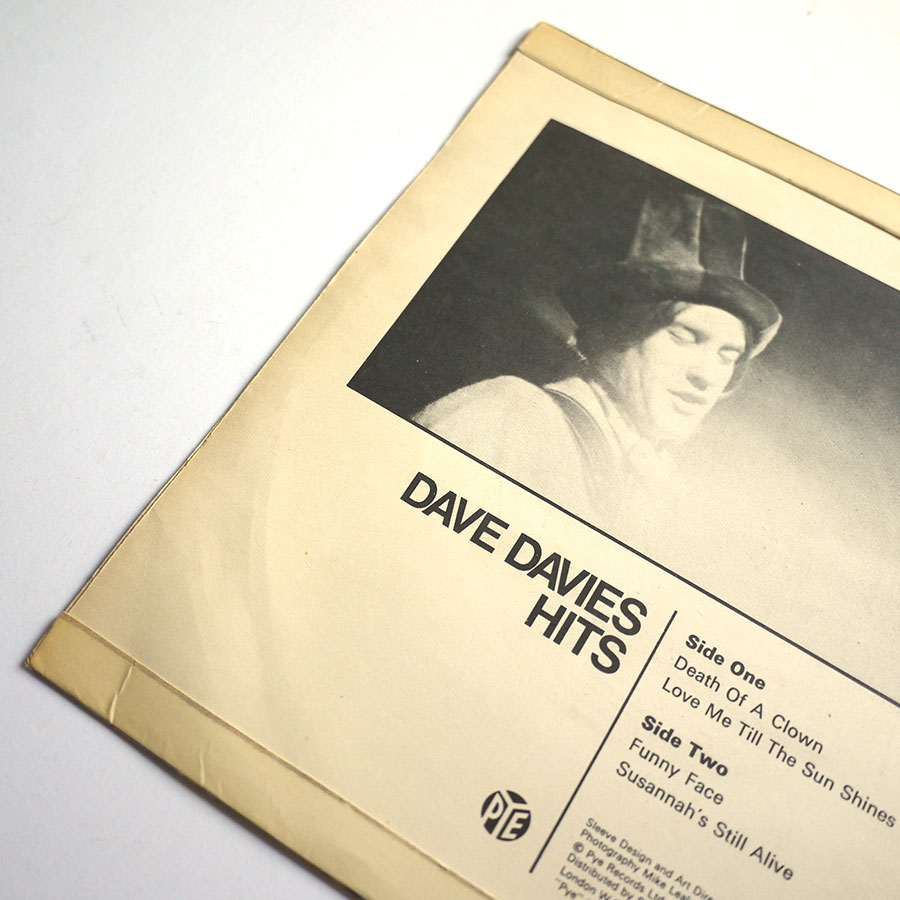 DAVE DAVIES
HITS
Side One
Death Of A Clown
Love Me Till The Sun Shines
Side Two
Funny Face
Susannah's Still Alive
PYE
Sleeve Design and Art
Photography Mike
© Pye Records
Distributed by
London W
"Pye"